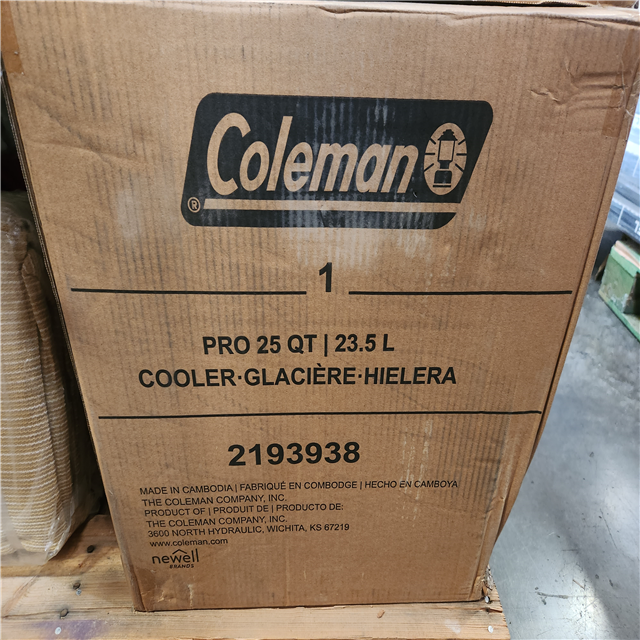 Coleman
®
1
PRO 25 QT | 23.5 L
COOLER·GLACIÈRE·HIELERA
2193938
MADE IN CAMBODIA | FABRIQUÉ EN COMBODGE | HECHO EN CAMBOYA
THE COLEMAN COMPANY, INC.
PRODUCT OF | PRODUIT DE | PRODUCTO DE:
THE COLEMAN COMPANY, INC.
3600 NORTH HYDRAULIC, WICHITA, KS 67219
www.coleman.com
newell
BRANDS